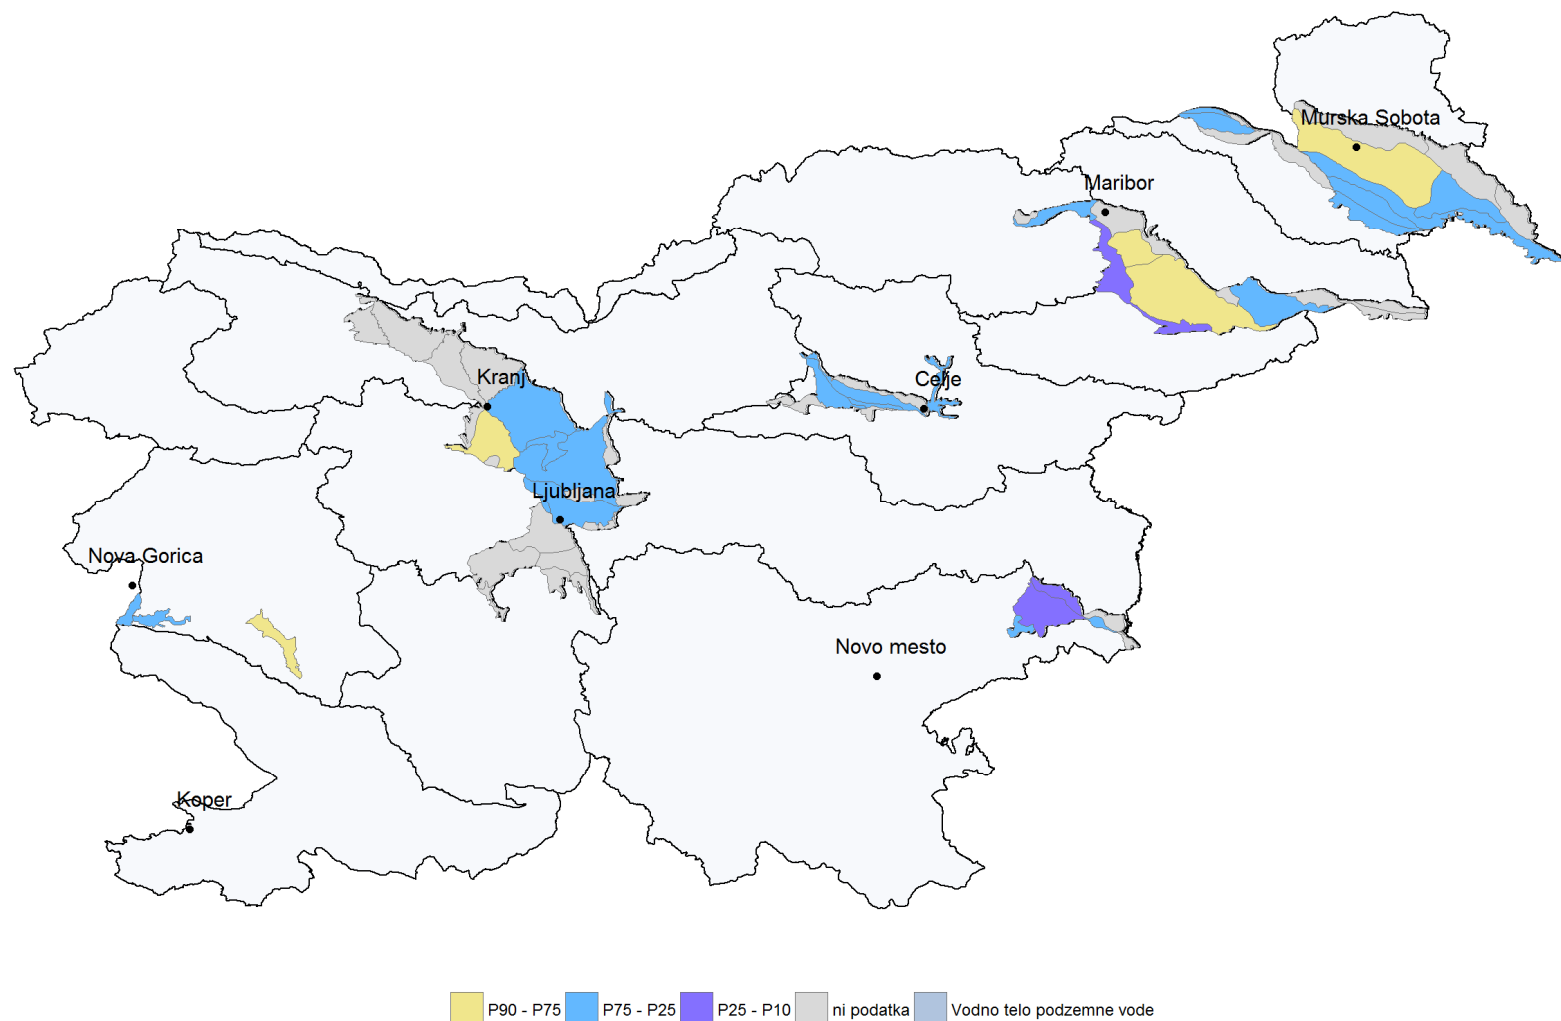 Murska Sobota
Maribor
Kranj
Celje
Ljubljana
Nova Gorica
Novo mesto
Koper
P90 - P75 P75 - P25 P25 - P10 ni podatka Vodno telo podzemne vode